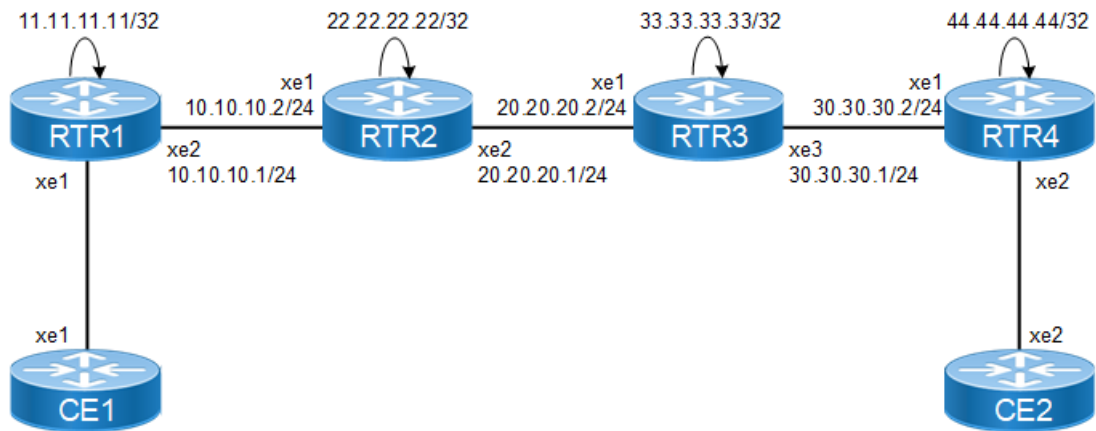 11.11.11.11/32
22.22.22.22/32
33.33.33.33/32
44.44.44.44/32
xe1
xe1
xe1
10.10.10.2/24
20.20.20.2/24
30.30.30.2/24
RTR1
RTR2
RTR3
RTR4
xe2
xe2
xe3
10.10.10.1/24
20.20.20.1/24
30.30.30.1/24
xe1
xe2
xe1
xe2
CE1
CE2